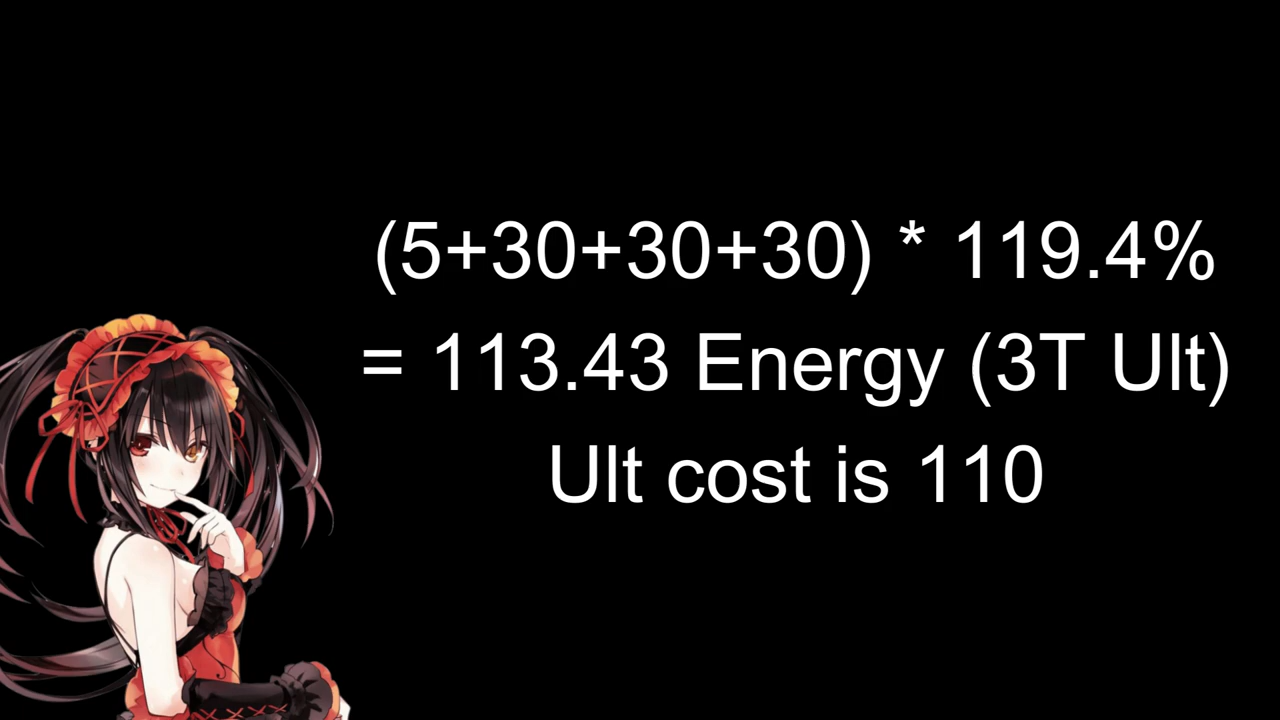 (5+30+30+30) * 119.4%
= 113.43 Energy (3T Ult)
Ult cost is 110